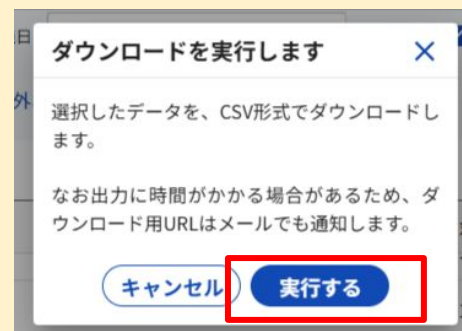 日
ダウンロードを実行します
外
選択したデータを、CSV形式でダウンロードし
ます。
なお出力に時間がかかる場合があるため、ダ
ウンロード用URLはメールでも通知します。
キャンセル 実行する